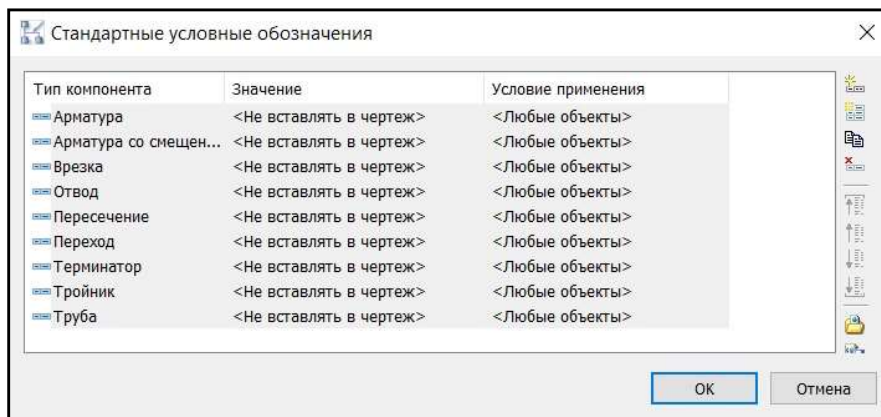 Стандартные условные обозначения
Тип компонента Значение Условие применения
Арматура <Не вставлять в чертеж> <Любые объекты>
Арматура со смещен... <Не вставлять в чертеж> <Любые объекты>
Врезка <Не вставлять в чертеж> <Любые объекты>
Отвод <Не вставлять в чертеж> <Любые объекты>
Пересечение <Не вставлять в чертеж> <Любые объекты>
Переход <Не вставлять в чертеж> <Любые объекты>
Терминатор <Не вставлять в чертеж> <Любые объекты>
Тройник <Не вставлять в чертеж> <Любые объекты>
Труба <Не вставлять в чертеж> <Любые объекты>
ОК Отмена